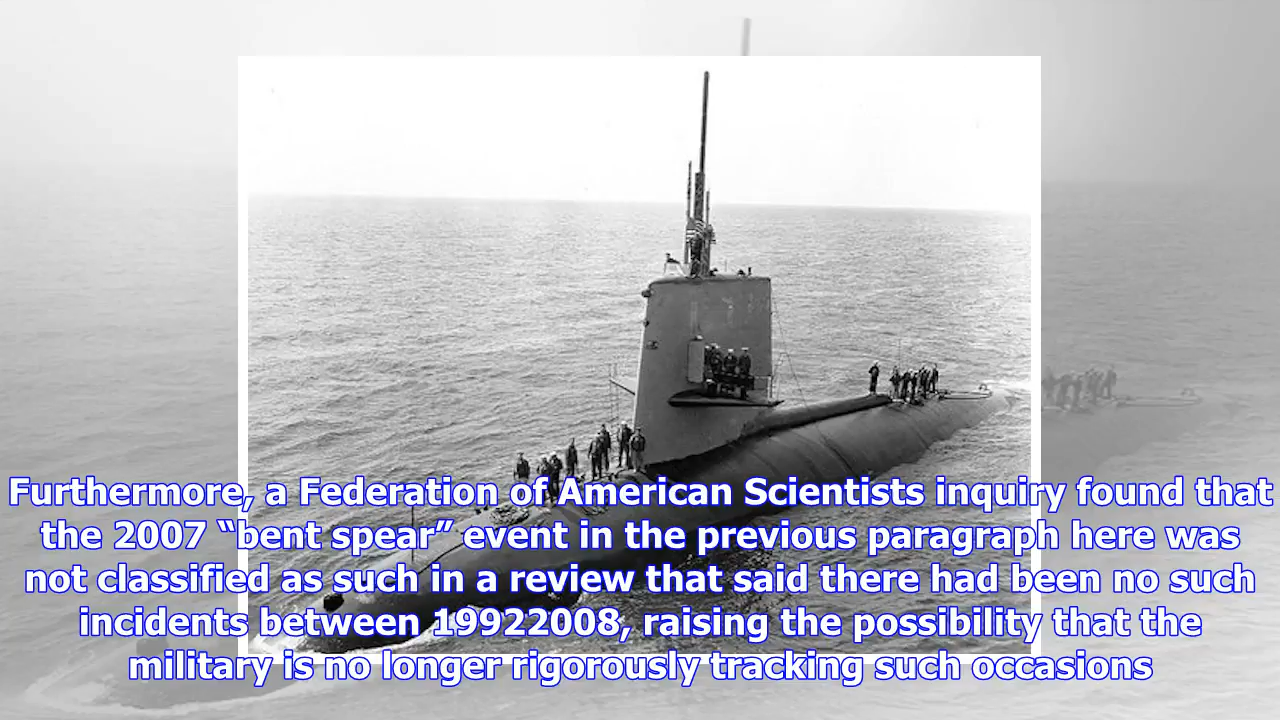 Furthermore, a Federation of American Scientists inquiry found that
the 2007 “bent spear” event in the previous paragraph here was
not classified as such in a review that said there had been no such
incidents between 19922008, raising the possibility that the
military is no longer rigorously tracking such occasions